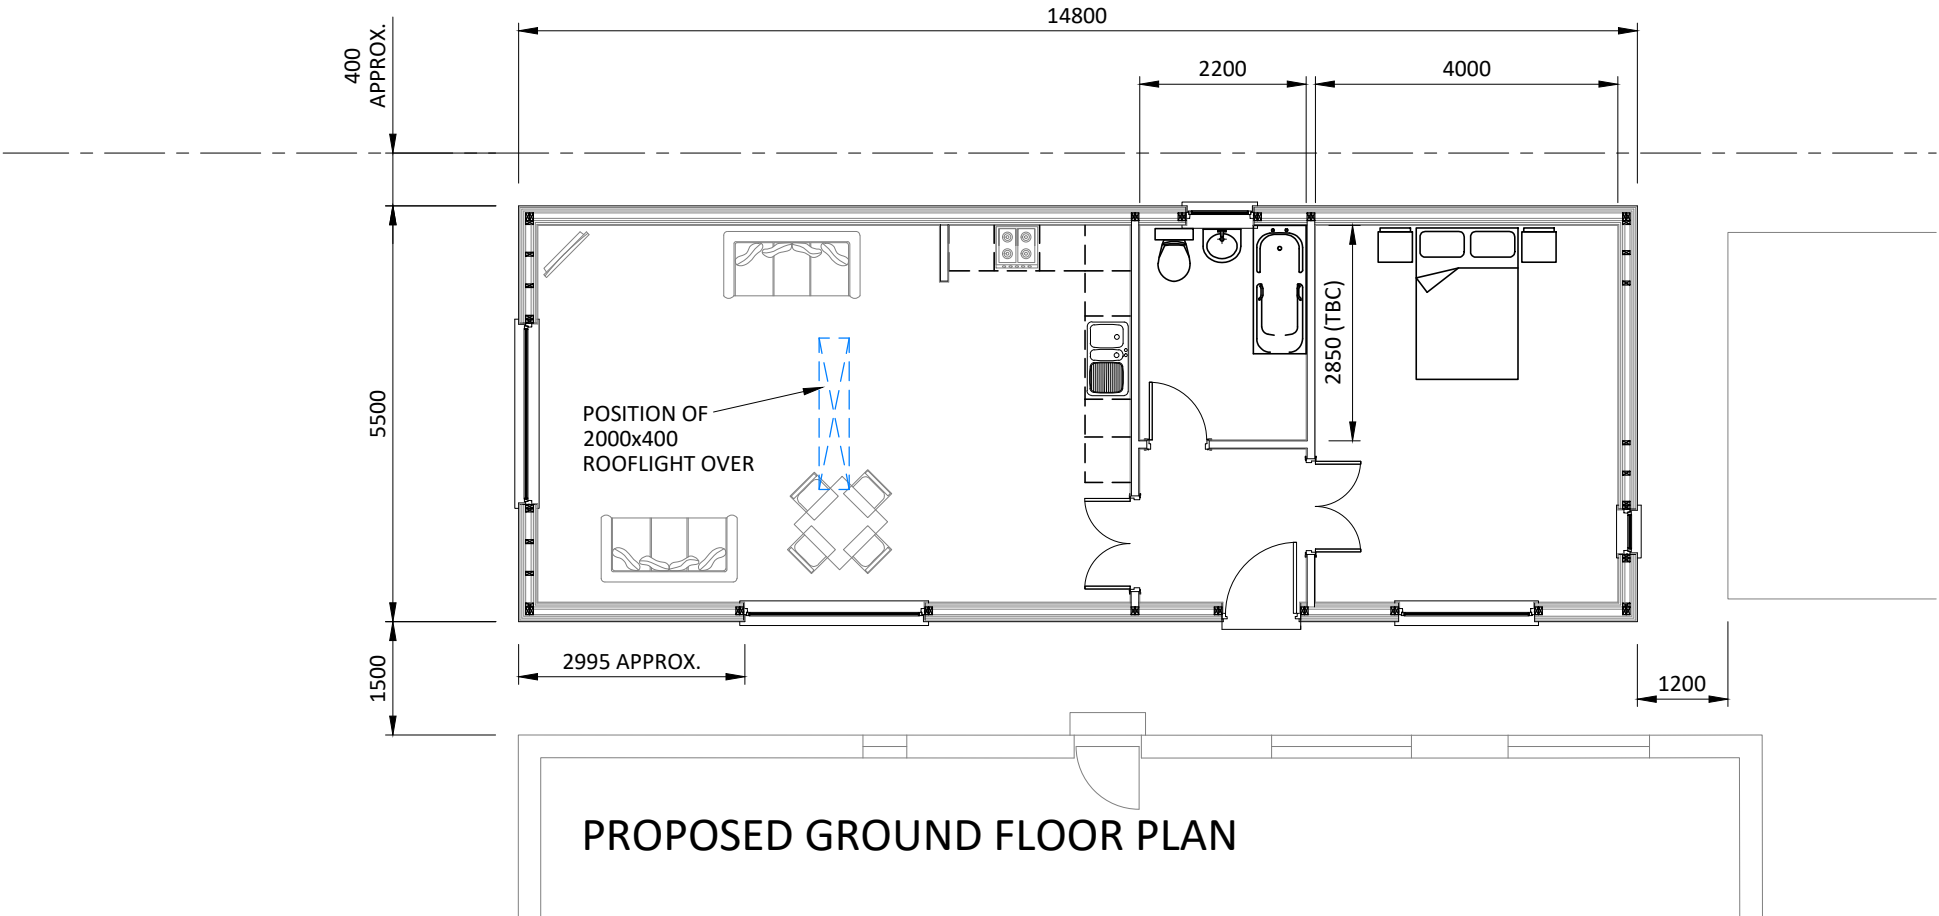 14800
400
APPROX.
2200
4000
2850 (TBC)
5500
POSITION OF
2000x400
ROOFLIGHT OVER
1500
2995 APPROX.
1200
PROPOSED GROUND FLOOR PLAN